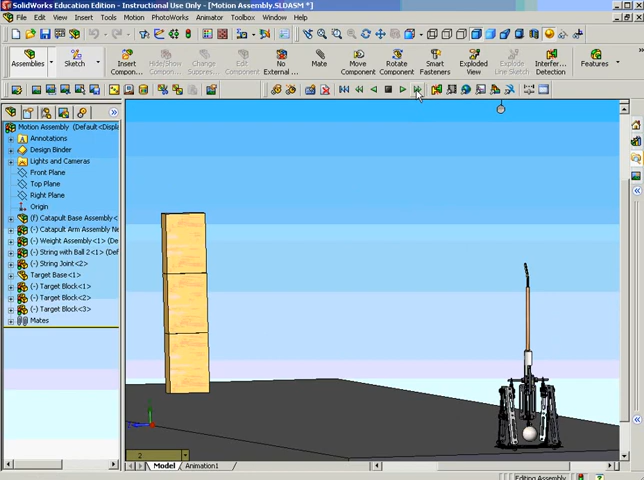 SolidWorks Education Edition - Instructional Use Only - [Motion Assembly.SLDASM *]
File Edit View Insert Tools Motion PhotoWorks Animator Toolbox Window Help
Assemblies Sketch Insert Compon... Hide/Show Compon... Change Suppres... Edit Component No External ... Mate Move Component Rotate Component Smart Fasteners Exploded View Explode Line Sketch Interfer... Detection Features
Motion Assembly (Default<Displa
Annotations
Design Binder
Lights and Cameras
Front Plane
Top Plane
Right Plane
Origin
(f) Catapult Base Assembly<
(-) Catapult Arm Assembly Ne
(-) Weight Assembly<1> (De
(-) String with Ball 2<1> (Def
(-) String Joint<2>
Target Base<1>
(-) Target Block<1>
(-) Target Block<2>
(-) Target Block<3>
Mates
2
Model Animation1
Editing Assembly